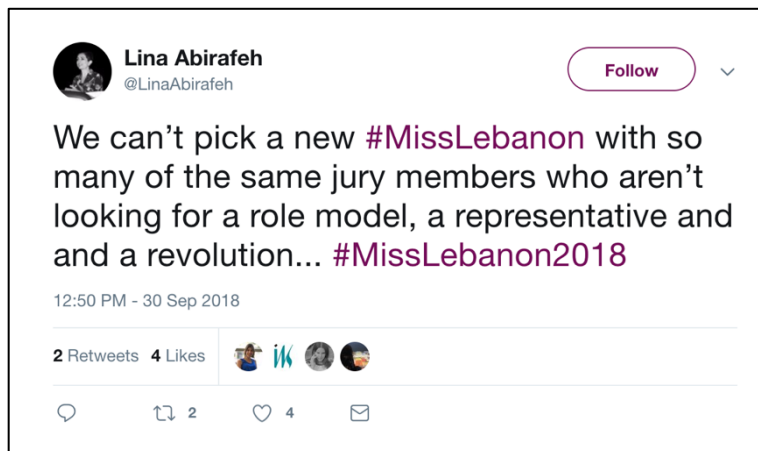 Lina Abirafeh
@LinaAbirafeh
Follow
We can’t pick a new #MissLebanon with so
many of the same jury members who aren’t
looking for a role model, a representative and
and a revolution... #MissLebanon2018
12:50 PM - 30 Sep 2018
2 Retweets 4 Likes
2 4